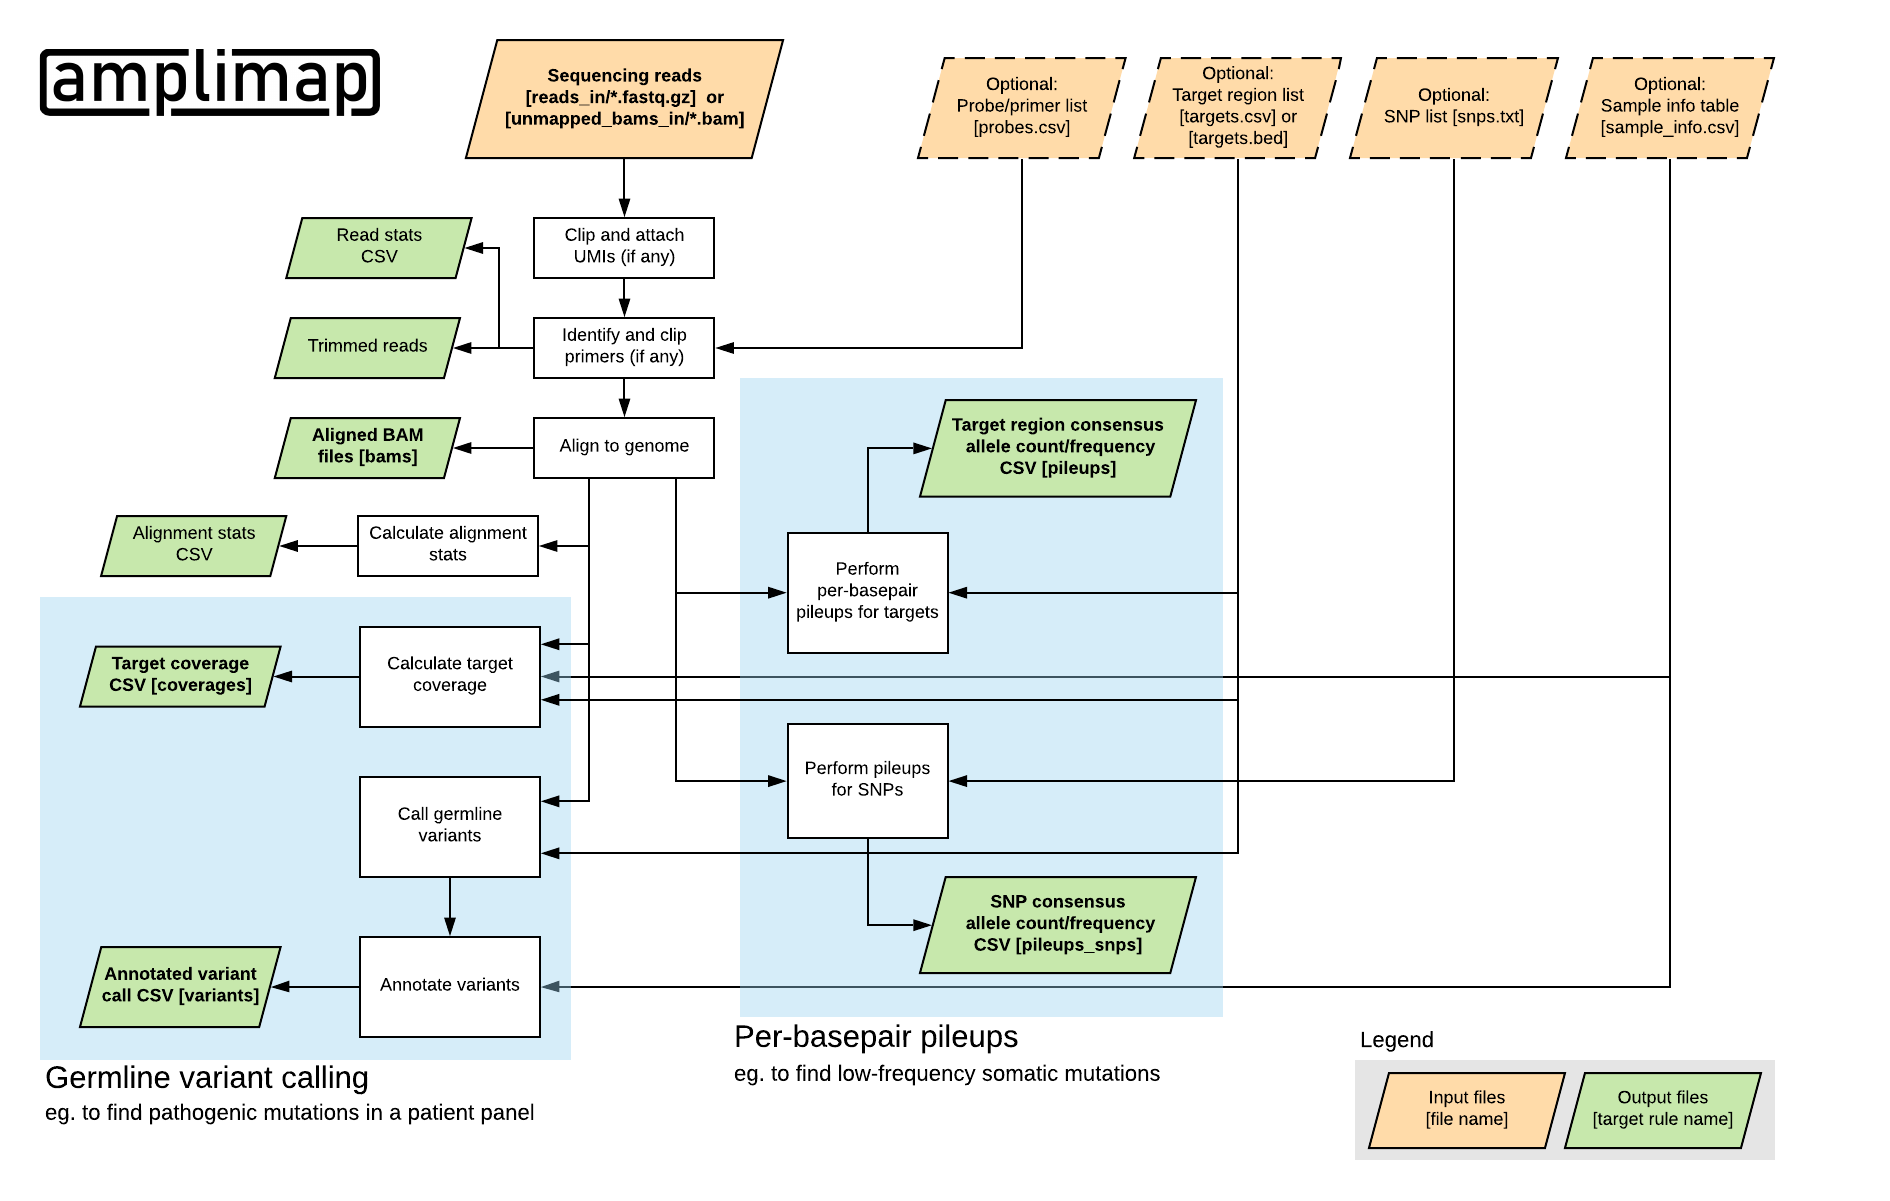 amplimap
Sequencing reads
[reads_in/*.fastq.gz] or
[unmapped_bams_in/*.bam]
Optional:
Probe/primer list
[probes.csv]
Optional:
Target region list
[targets.csv] or
[targets.bed]
Optional:
SNP list [snps.txt]
Optional:
Sample info table
[sample_info.csv]
Read stats
CSV
Clip and attach
UMIs (if any)
Trimmed reads
Identify and clip
primers (if any)
Aligned BAM
files [bams]
Align to genome
Target region consensus
allele count/frequency
CSV [pileups]
Alignment stats
CSV
Calculate alignment
stats
Perform
per-basepair
pileups for targets
Target coverage
CSV [coverages]
Calculate target
coverage
Perform pileups
for SNPs
Call germline
variants
SNP consensus
allele count/frequency
CSV [pileups_snps]
Annotated variant
call CSV [variants]
Annotate variants
Per-basepair pileups
eg. to find low-frequency somatic mutations
Germline variant calling
eg. to find pathogenic mutations in a patient panel
Legend
Input files
[file name]
Output files
[target rule name]